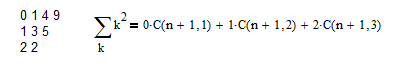 0 1 4 9
1 3 5
2 2
∑ k² = 0·C(n + 1,1) + 1·C(n + 1,2) + 2·C(n + 1,3)
k